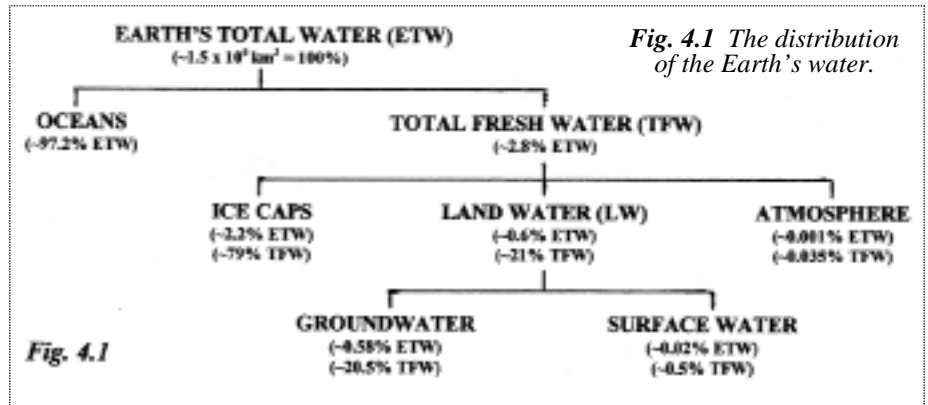 EARTH'S TOTAL WATER (ETW)
(~1.5 x = 100%)
Fig. 4.1 The distribution
of the Earth's water.
OCEANS
(~97.2% ETW)
TOTAL FRESH WATER (TFW)
(~2.8% ETW)
ICE CAPS
(~2.2% ETW)
(~79% TFW)
LAND WATER (LW)
(~0.6% ETW)
(~21% TFW)
ATMOSPHERE
(~0.001% ETW)
(~0.035% TFW)
GROUNDWATER
(~0.58% ETW)
(~20.5% TFW)
SURFACE WATER
(~0.02% ETW)
(~0.5% TFW)
Fig. 4.1